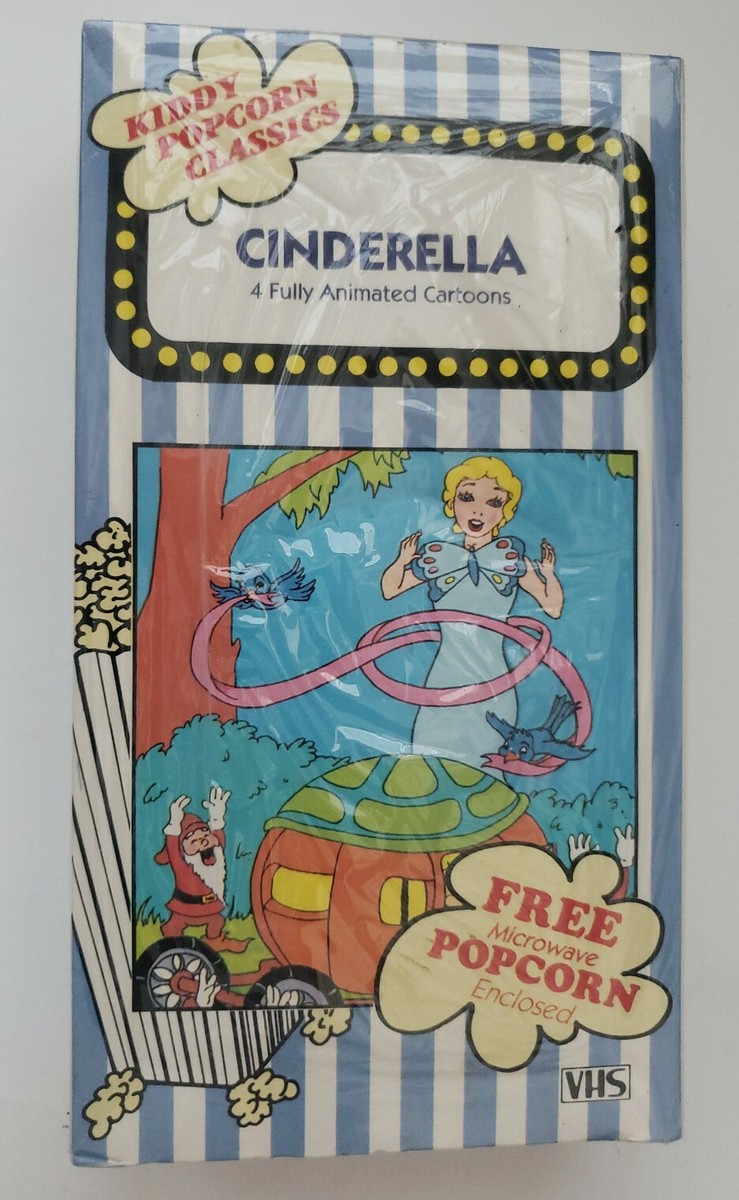 KIDDY
POPCORN
CLASSICS
CINDERELLA
4 Fully Animated Cartoons
FREE
Microwave
POPCORN
Enclosed
VHS